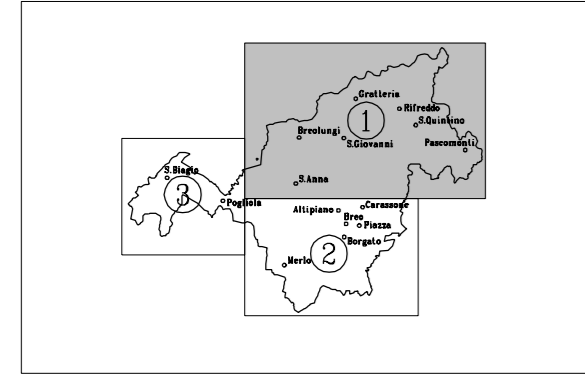 Gratteria
Rifreddo
1
S.Quintino
Breolungi
S.Giovanni
Pascomonti
S.Biagio
S.Anna
3
Pogliola
Carassone
Altipiano
Breo
Piazza
Borgato
2
Merlo